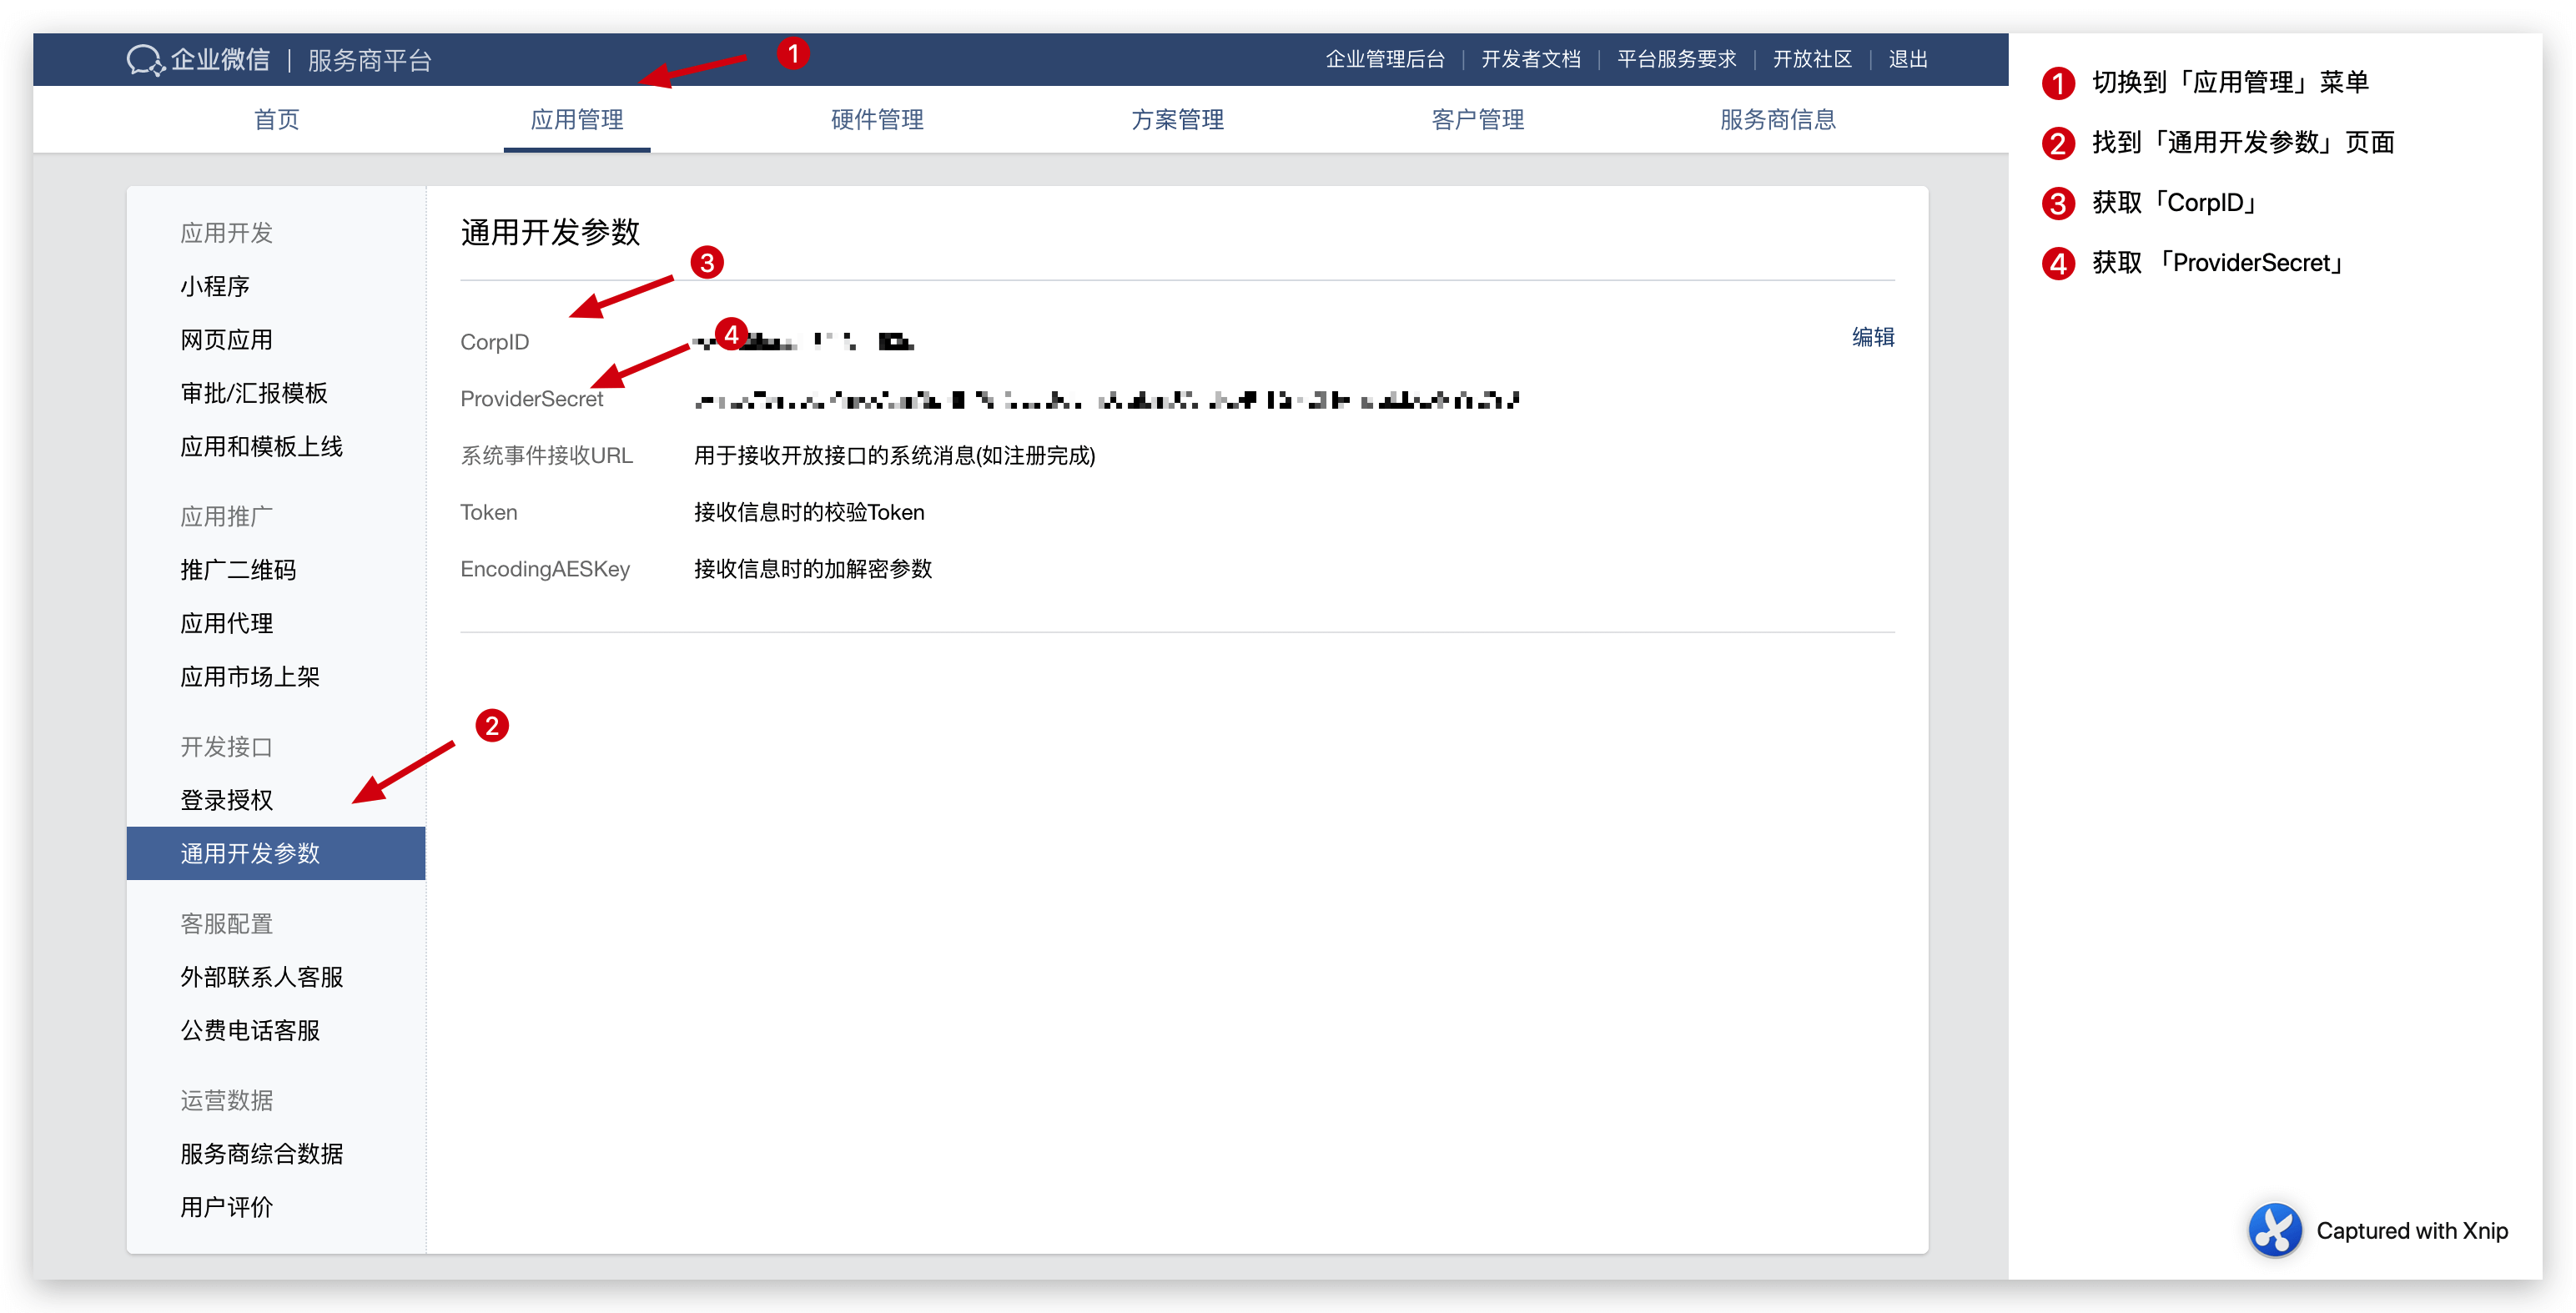 企业微信 | 服务商平台
企业管理后台 | 开发者文档 | 平台服务要求 | 开放社区 | 退出
1
首页 应用管理 硬件管理 方案管理 客户管理 服务商信息
应用开发
小程序
网页应用
审批/汇报模板
应用和模板上线
应用推广
推广二维码
应用代理
应用市场上架
开发接口
2
登录授权
通用开发参数
客服配置
外部联系人客服
公费电话客服
运营数据
服务商综合数据
用户评价
通用开发参数
3
CorpID
4
编辑
ProviderSecret
系统事件接收URL 用于接收开放接口的系统消息(如注册完成)
Token 接收信息时的校验Token
EncodingAESKey 接收信息时的加解密参数
1 切换到「应用管理」菜单
2 找到「通用开发参数」页面
3 获取「CorpID」
4 获取 「ProviderSecret」
Captured with Xnip